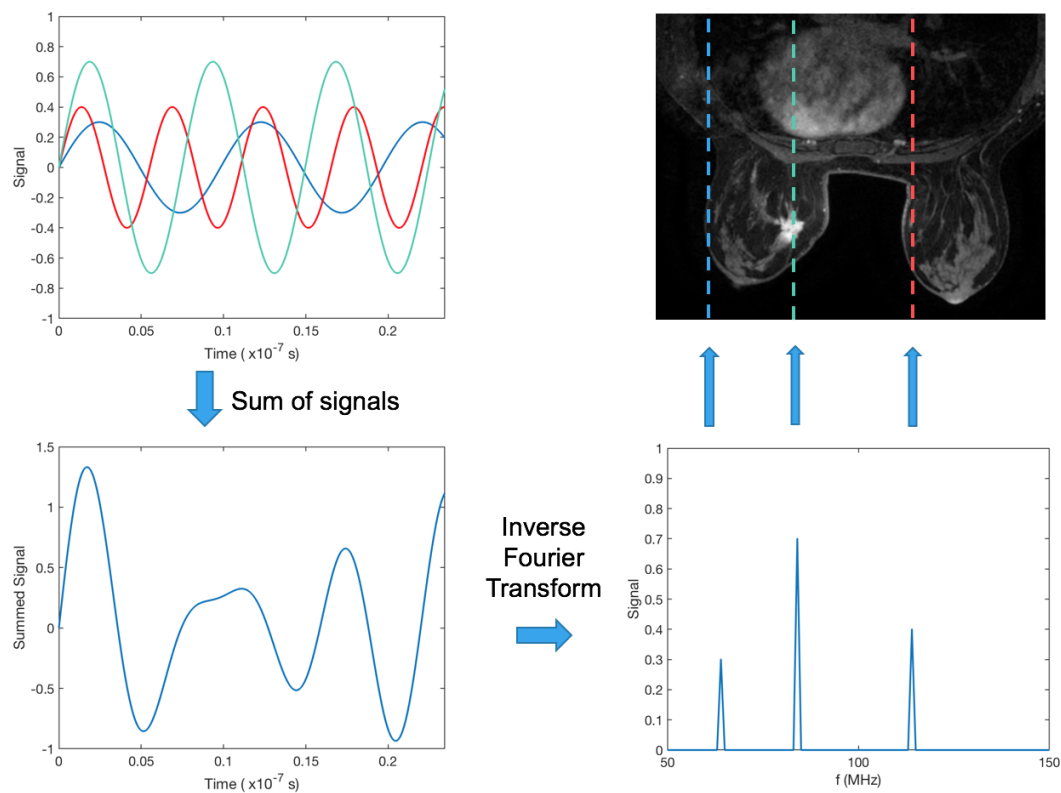 1
0.8
0.6
0.4
0.2
0
-0.2
-0.4
-0.6
-0.8
-1
Signal
0 0.05 0.1 0.15 0.2
Time ( x10-7 s)
Sum of signals
1.5
1
0.5
0
-0.5
-1
Summed Signal
0 0.05 0.1 0.15 0.2
Time ( x10-7 s)
Inverse
Fourier
Transform
1
0.9
0.8
0.7
0.6
0.5
0.4
0.3
0.2
0.1
0
Signal
50 100 150
f (MHz)